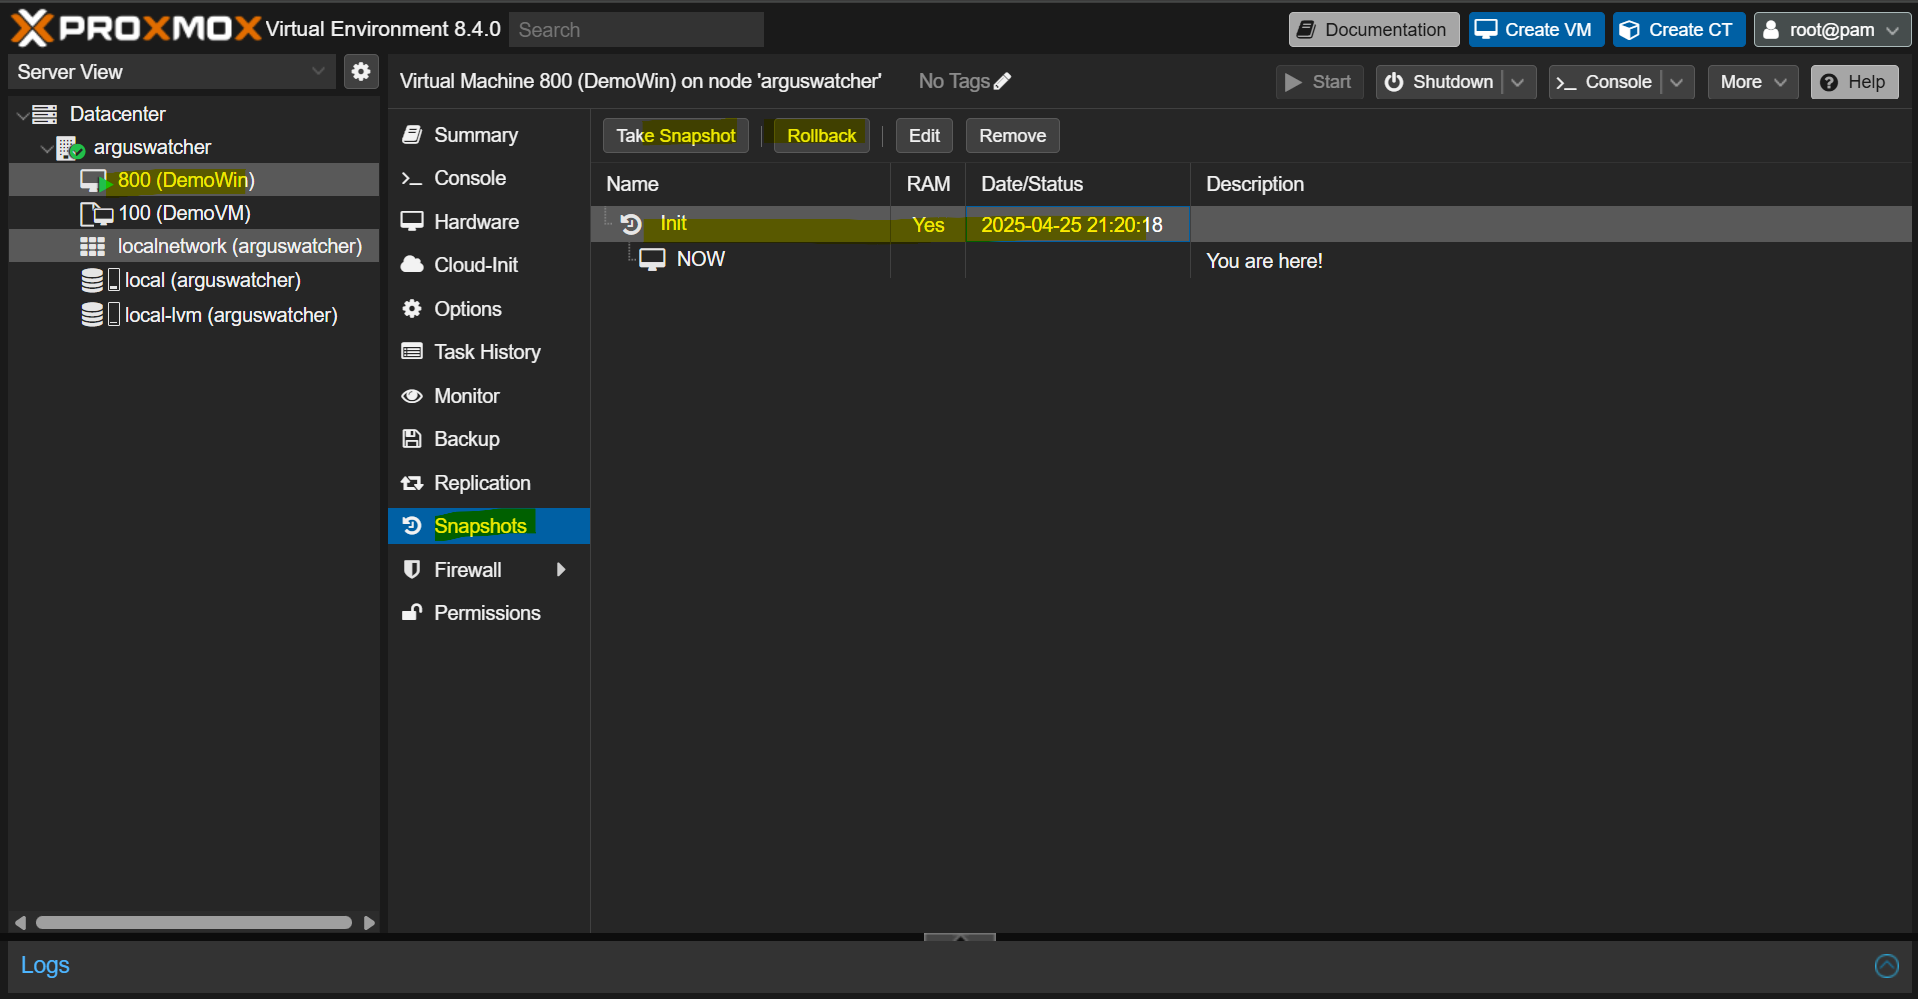 PROXMOX Virtual Environment 8.4.0 Search Documentation Create VM Create CT root@pam
Server View
Datacenter
arguswatcher
800 (DemoWin)
100 (DemoVM)
localnetwork (arguswatcher)
local (arguswatcher)
local-lvm (arguswatcher)
Virtual Machine 800 (DemoWin) on node 'arguswatcher' No Tags Start Shutdown Console More Help
Summary
Console
Hardware
Cloud-Init
Options
Task History
Monitor
Backup
Replication
Snapshots
Firewall
Permissions
Take Snapshot Rollback Edit Remove
Name RAM Date/Status Description
Init Yes 2025-04-25 21:20:18
NOW You are here!
Logs